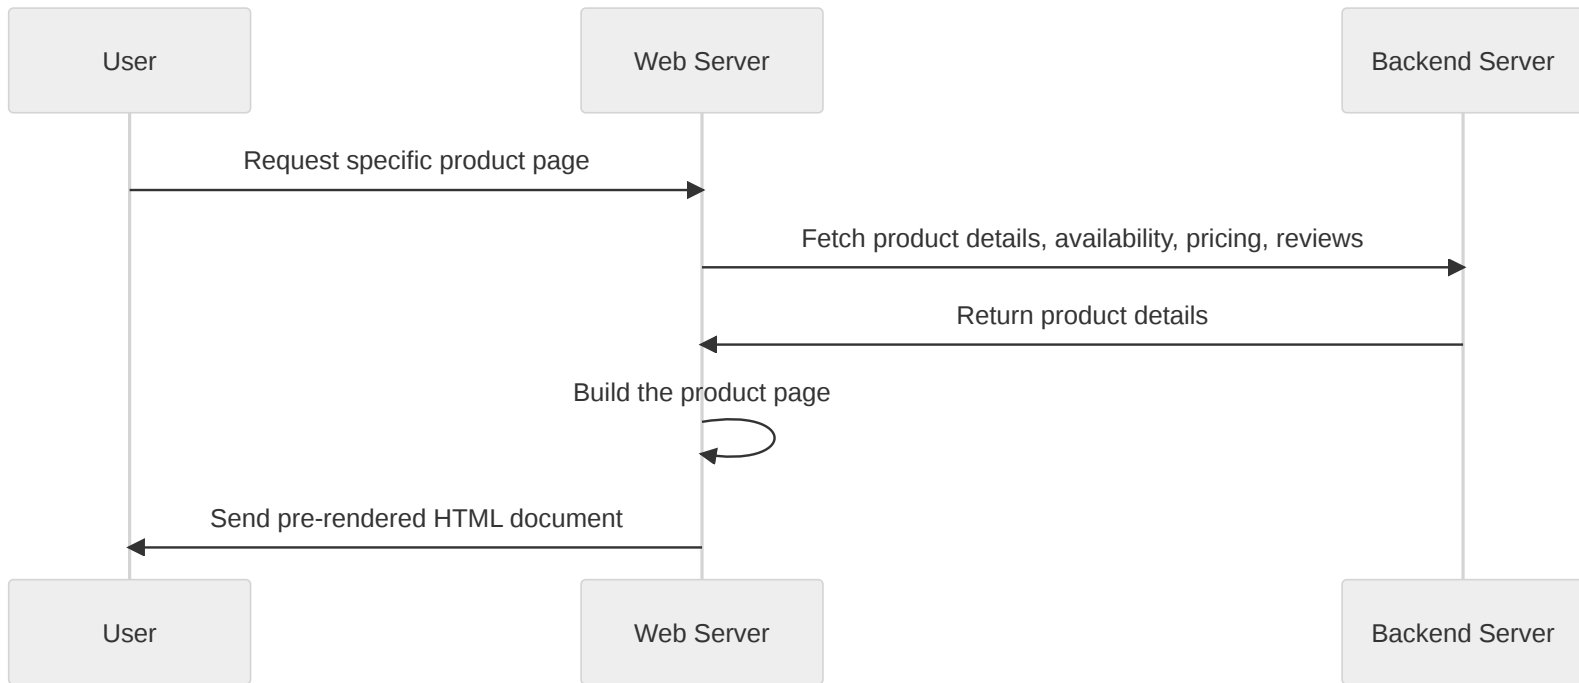 User
Web Server
Backend Server
Request specific product page
Fetch product details, availability, pricing, reviews
Return product details
Build the product page
Send pre-rendered HTML document
User
Web Server
Backend Server